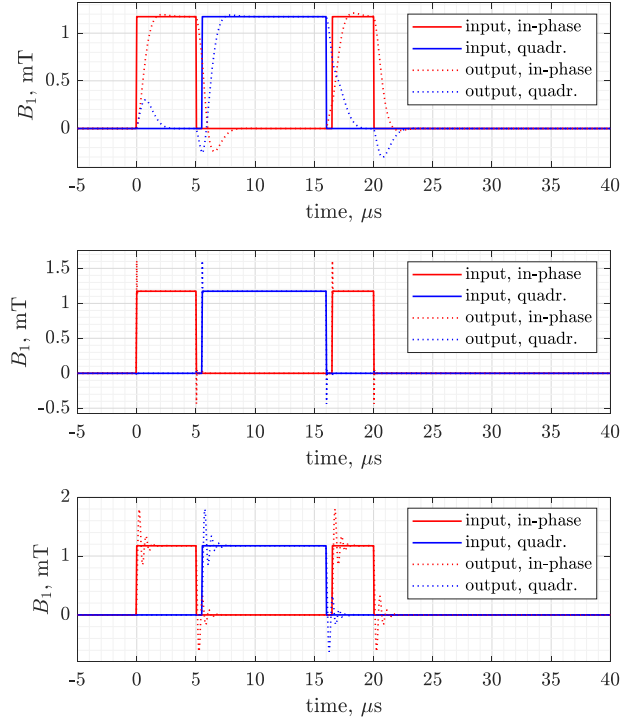 B1, mT
1
0.5
0
input, in-phase
input, quadr.
output, in-phase
output, quadr.
-5 0 5 10 15 20 25 30 35 40
time, μs
B1, mT
1.5
1
0.5
0
-0.5
input, in-phase
input, quadr.
output, in-phase
output, quadr.
-5 0 5 10 15 20 25 30 35 40
time, μs
B1, mT
2
1
0
input, in-phase
input, quadr.
output, in-phase
output, quadr.
-5 0 5 10 15 20 25 30 35 40
time, μs